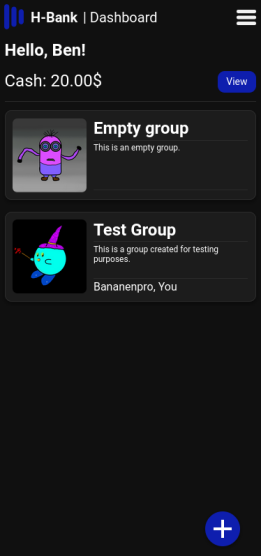 H-Bank | Dashboard
Hello, Ben!
Cash: 20.00$
View
Empty group
This is an empty group.
Test Group
This is a group created for testing
purposes.
Bananenpro, You